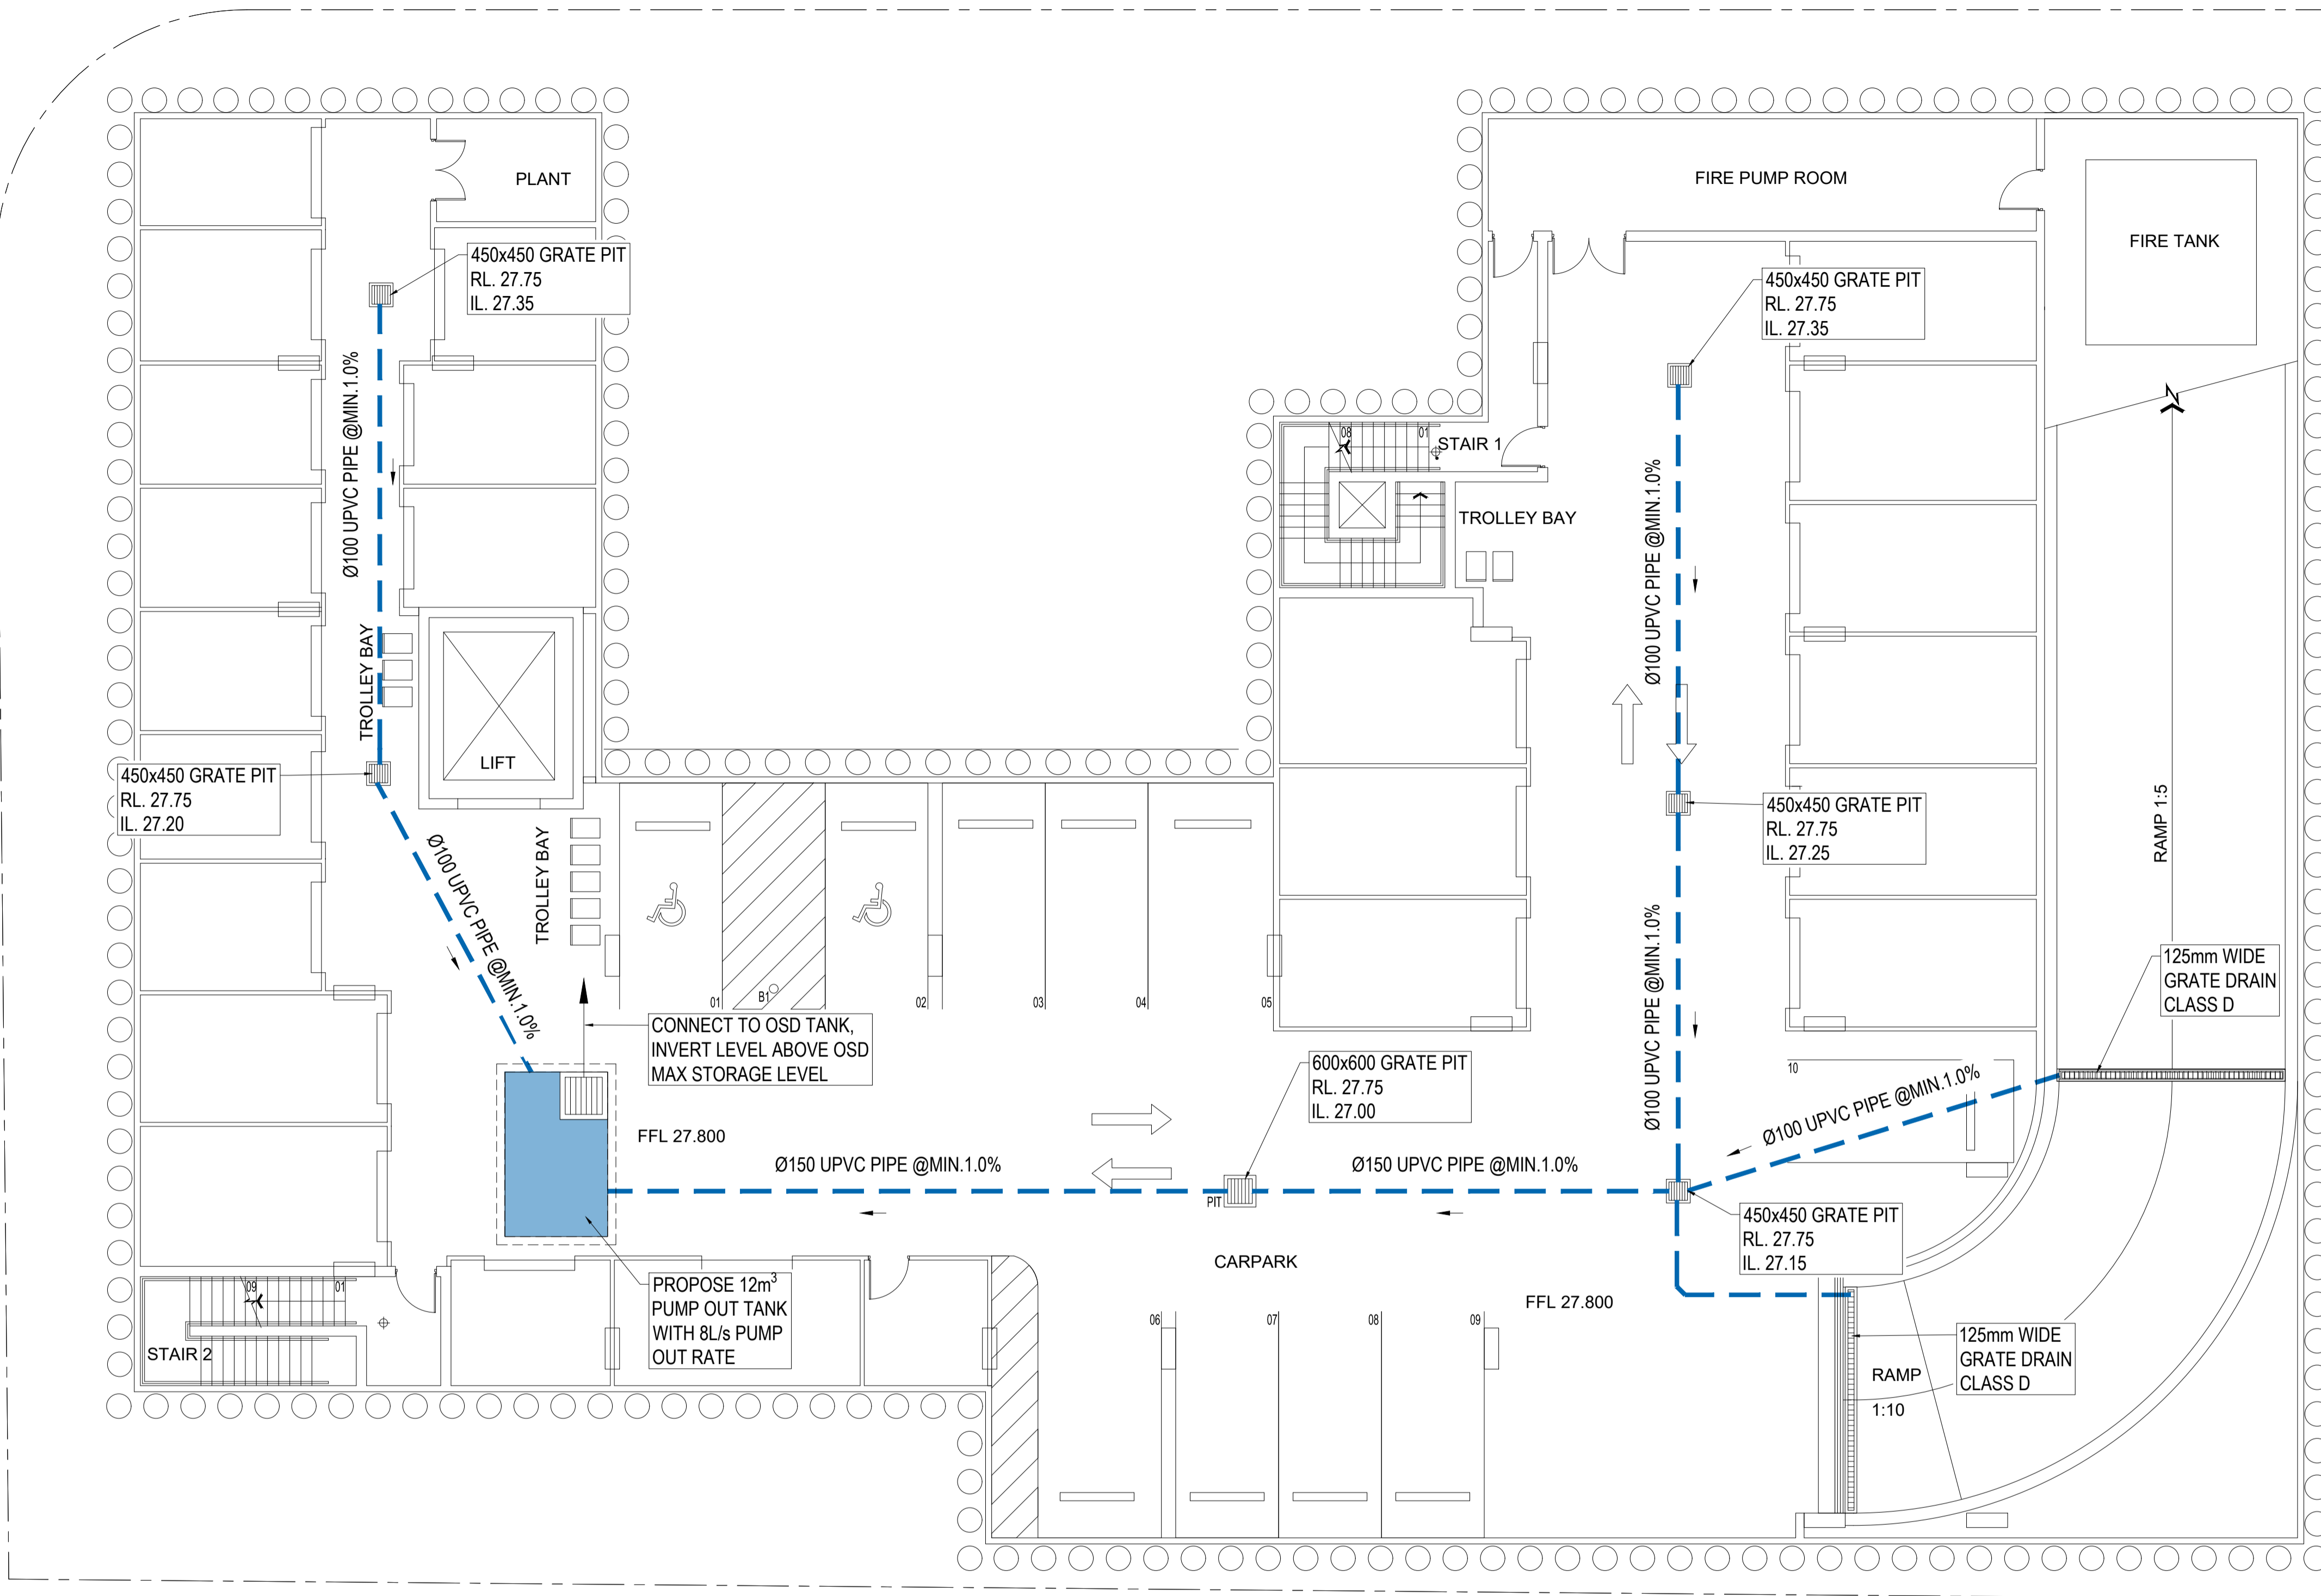 PLANT
FIRE PUMP ROOM
FIRE TANK
450x450 GRATE PIT
RL. 27.75
IL. 27.35
450x450 GRATE PIT
RL. 27.75
IL. 27.35
Ø100 UPVC PIPE @MIN.1.0%
08
01
STAIR 1
TROLLEY BAY
Ø100 UPVC PIPE @MIN.1.0%
TROLLEY BAY
LIFT
450x450 GRATE PIT
RL. 27.75
IL. 27.20
450x450 GRATE PIT
RL. 27.75
IL. 27.25
RAMP 1:5
Ø100 UPVC PIPE @MIN.1.0%
TROLLEY BAY
01
B1
02
03
04
05
Ø100 UPVC PIPE @MIN.1.0%
125mm WIDE
GRATE DRAIN
CLASS D
CONNECT TO OSD TANK,
INVERT LEVEL ABOVE OSD
MAX STORAGE LEVEL
600x600 GRATE PIT
RL. 27.75
IL. 27.00
10
Ø100 UPVC PIPE @MIN.1.0%
FFL 27.800
Ø150 UPVC PIPE @MIN.1.0%
Ø150 UPVC PIPE @MIN.1.0%
PIT
450x450 GRATE PIT
RL. 27.75
IL. 27.15
CARPARK
09
01
STAIR 2
PROPOSE 12m³
PUMP OUT TANK
WITH 8L/s PUMP
OUT RATE
FFL 27.800
06
07
08
09
125mm WIDE
GRATE DRAIN
CLASS D
RAMP
1:10